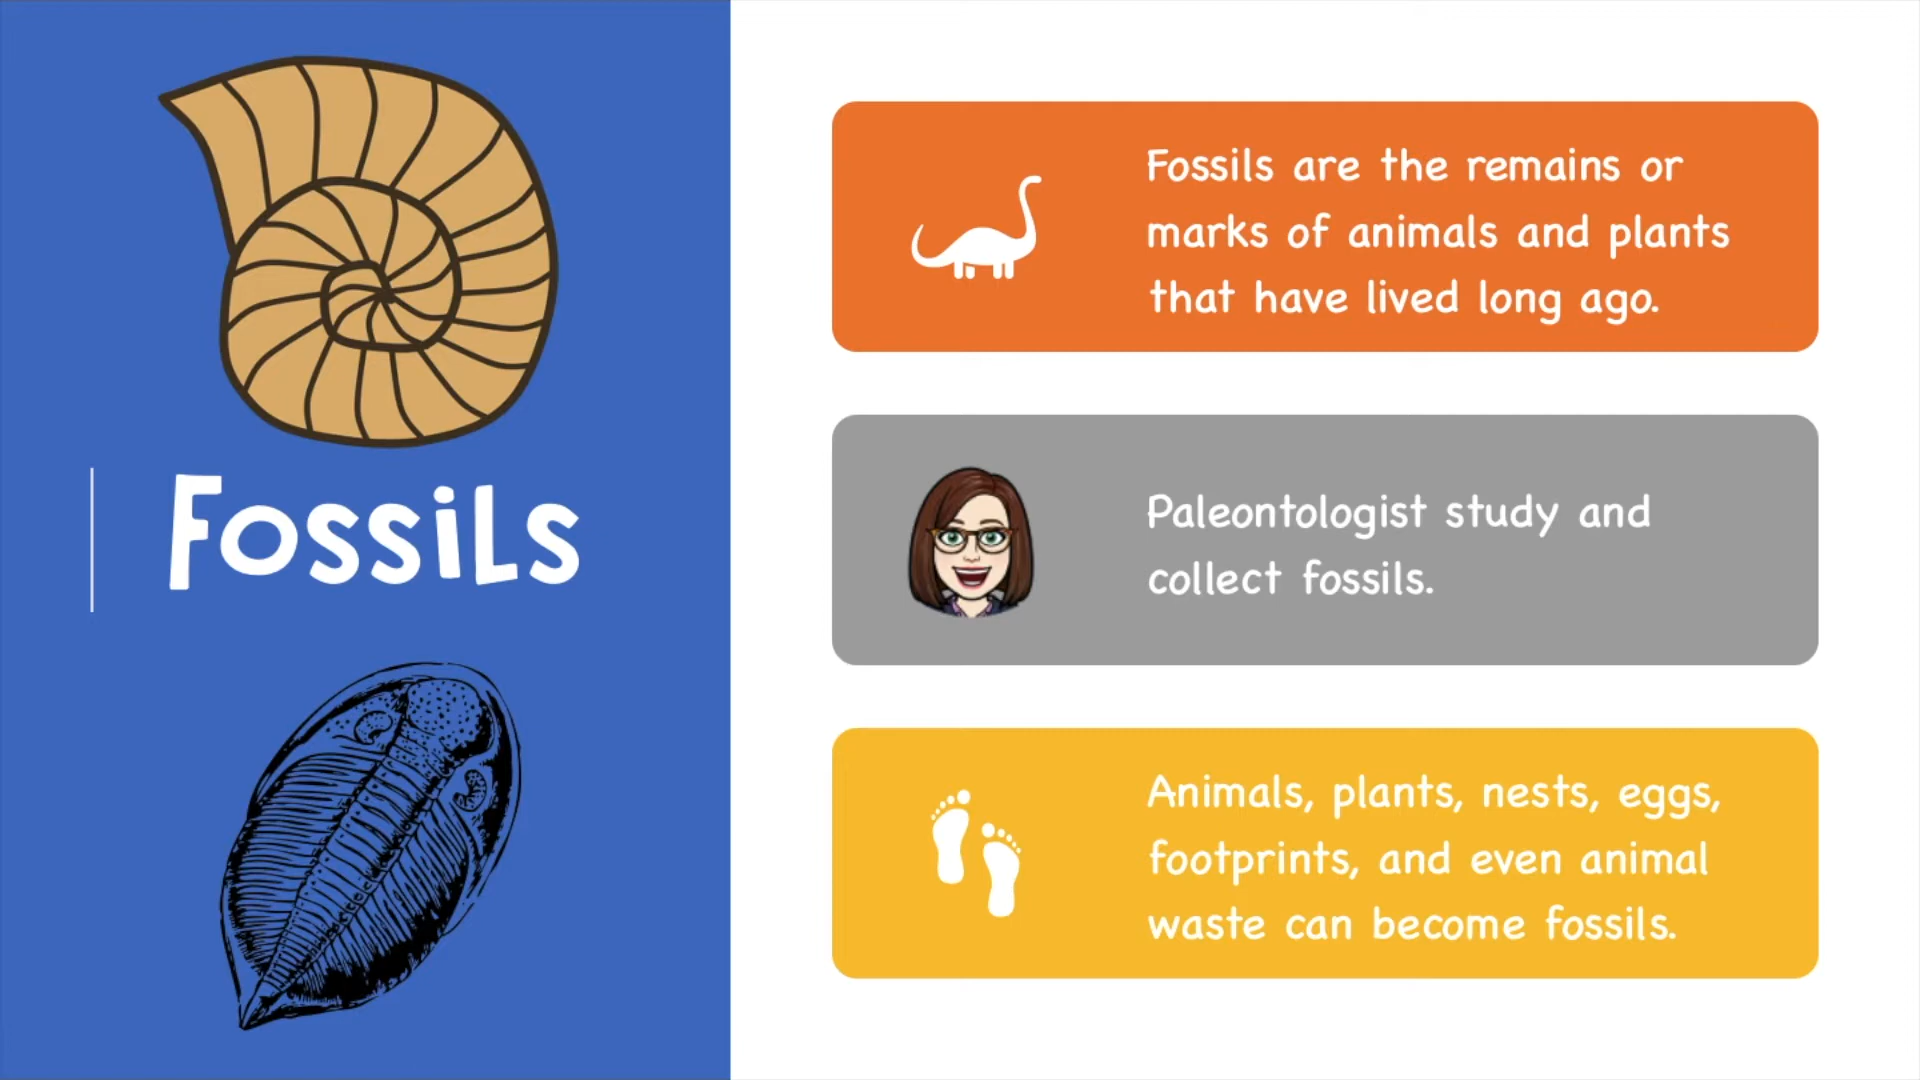 Fossils
Fossils are the remains or
marks of animals and plants
that have lived long ago.
Paleontologist study and
collect fossils.
Animals, plants, nests, eggs,
footprints, and even animal
waste can become fossils.